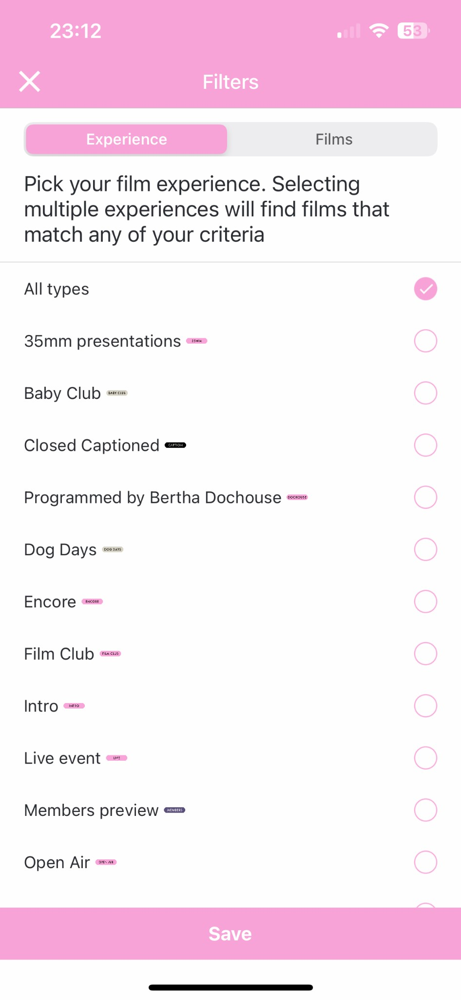 23:12
53
Filters
Experience
Films
Pick your film experience. Selecting
multiple experiences will find films that
match any of your criteria
All types
35mm presentations 35MM
Baby Club BABY CLUB
Closed Captioned CAPTION
Programmed by Bertha Dochouse DOCHOUSE
Dog Days DOG DAYS
Encore ENCORE
Film Club FILM CLUB
Intro INTRO
Live event LIVE
Members preview MEMBERS
Open Air OPEN AIR
Save